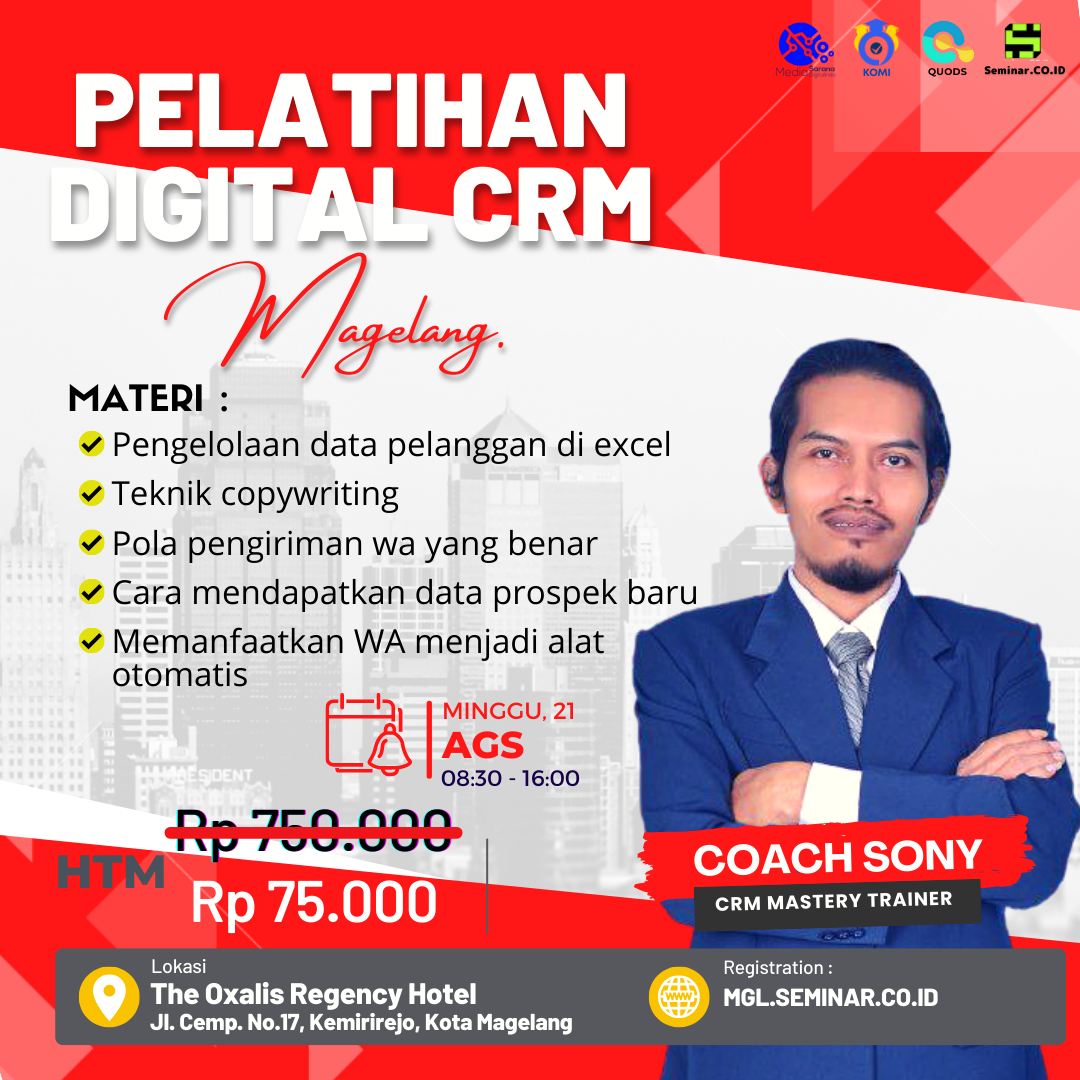 Media Sarana
Digitalindo
KOMI
QUODS
Seminar.CO.ID
PELATIHAN
DIGITAL CRM
Magelang.
MATERI :
Pengelolaan data pelanggan di excel
Teknik copywriting
Pola pengiriman wa yang benar
Cara mendapatkan data prospek baru
Memanfaatkan WA menjadi alat
otomatis
MINGGU, 21
AGS
08:30 - 16:00
PRESIDENT
Rp 750.000
HTM
Rp 75.000
COACH SONY
CRM MASTERY TRAINER
Lokasi
The Oxalis Regency Hotel
Jl. Cemp. No.17, Kemirirejo, Kota Magelang
WWW
Registration :
MGL.SEMINAR.CO.ID